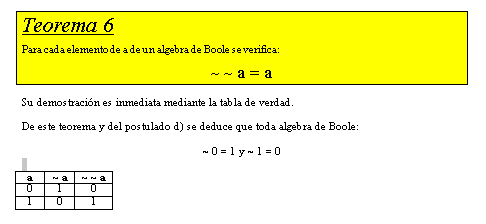 Teorema 6
Para cada elemento de a de un algebra de Boole se verifica:
~ ~ a = a
Su demostración es inmediata mediante la tabla de verdad.
De este teorema y del postulado d) se deduce que toda algebra de Boole:
~ 0 = 1 y ~ 1 = 0
a ~ a ~ ~ a
0 1 0
1 0 1